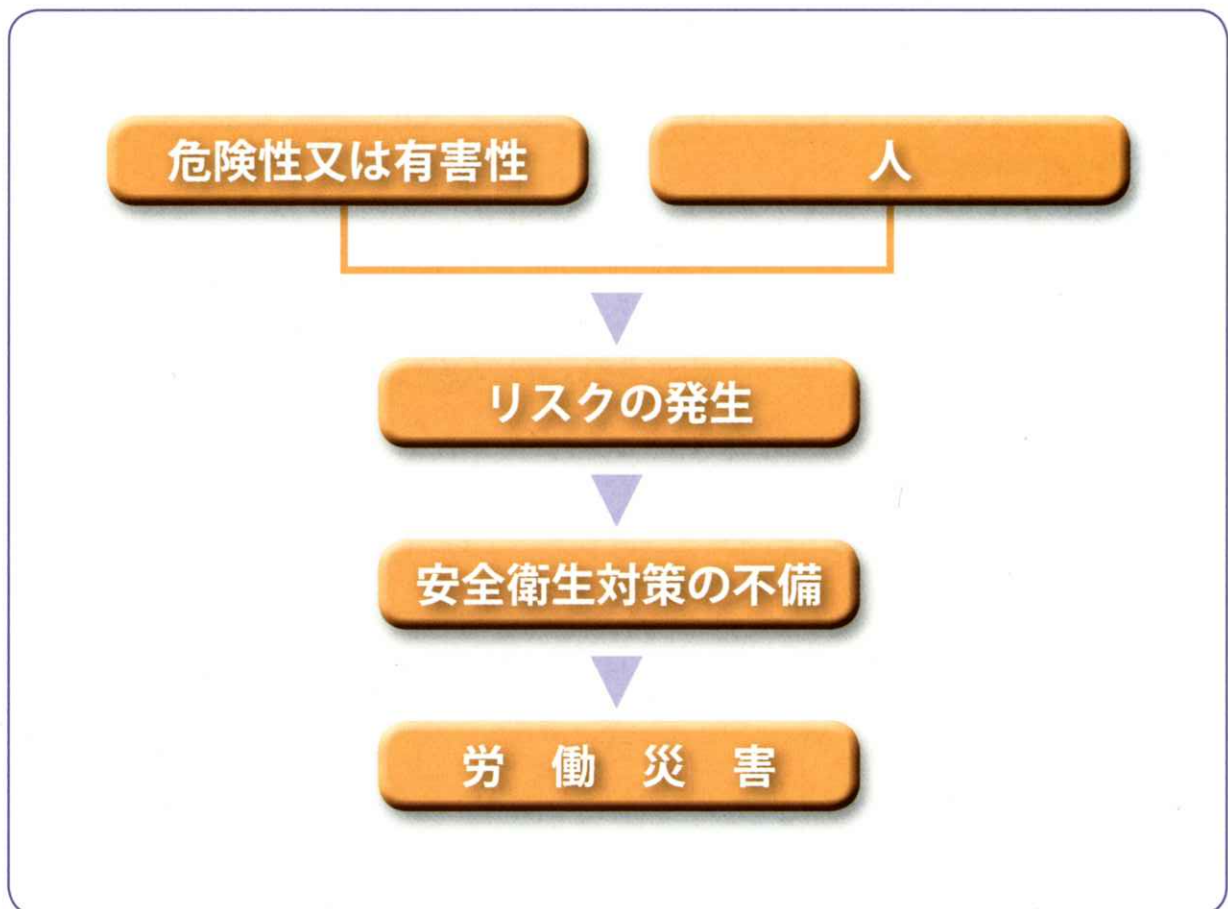 危険性又は有害性
人
リスクの発生
安全衛生対策の不備
労 働 災 害